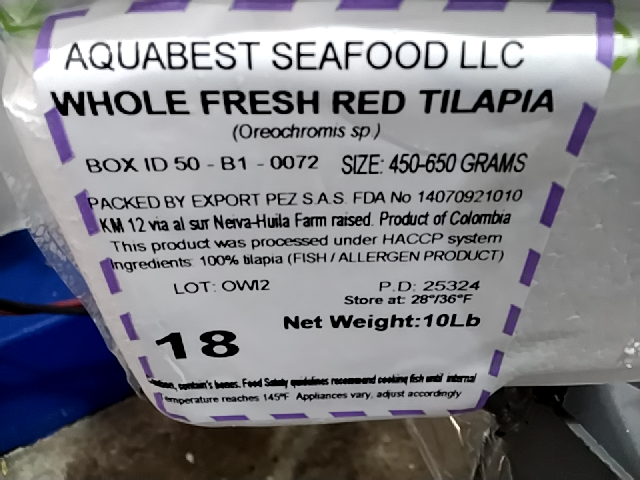 AQUABEST SEAFOOD LLC
WHOLE FRESH RED TILAPIA
(Oreochromis sp.)
BOX ID 50 - B1 - 0072 SIZE: 450-650 GRAMS
PACKED BY EXPORT PEZ S.A.S. FDA No 14070921010
KM 12 via al sur Neiva-Huila Farm raised. Product of Colombia
This product was processed under HACCP system
Ingredients: 100% tilapia (FISH / ALLERGEN PRODUCT)
LOT: OWI2 P.D: 25324
Store at: 28°/36°F
Net Weight:10Lb
18
contain's bones. Food Safety guidelines recommend cooking fish until internal
temperature reaches 145°F Appliances vary, adjust accordingly